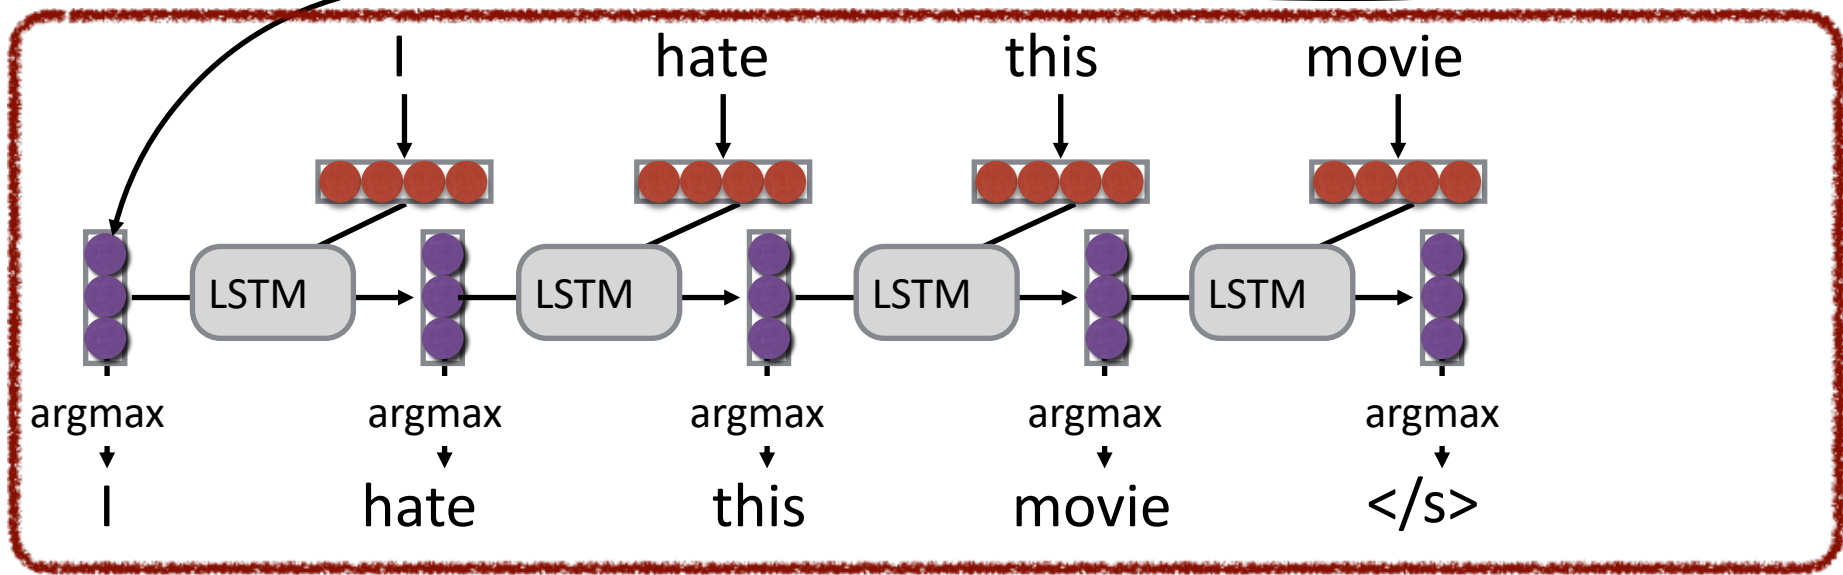 I hate this movie
LSTM LSTM LSTM LSTM
argmax argmax argmax argmax argmax
I hate this movie </s>